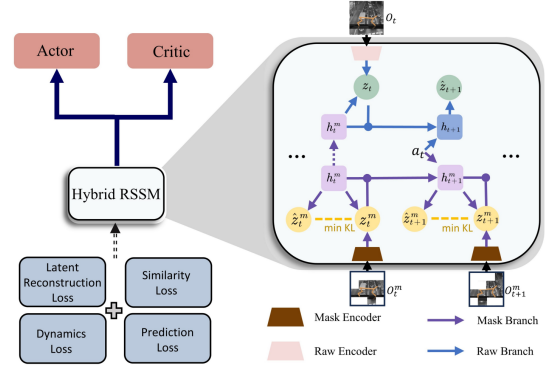 Actor
Critic
Hybrid RSSM
Latent
Reconstruction
Loss
Similarity
Loss
Dynamics
Loss
Prediction
Loss
O_t
z_t
ẑ_{t+1}
h_t^m
h_{t+1}
a_t
...
...
h_t^m
h_{t+1}^m
ẑ_t^m
z_t^m
ẑ_{t+1}^m
z_{t+1}^m
min KL
min KL
O_t^m
O_{t+1}^m
Mask Encoder
Mask Branch
Raw Encoder
Raw Branch